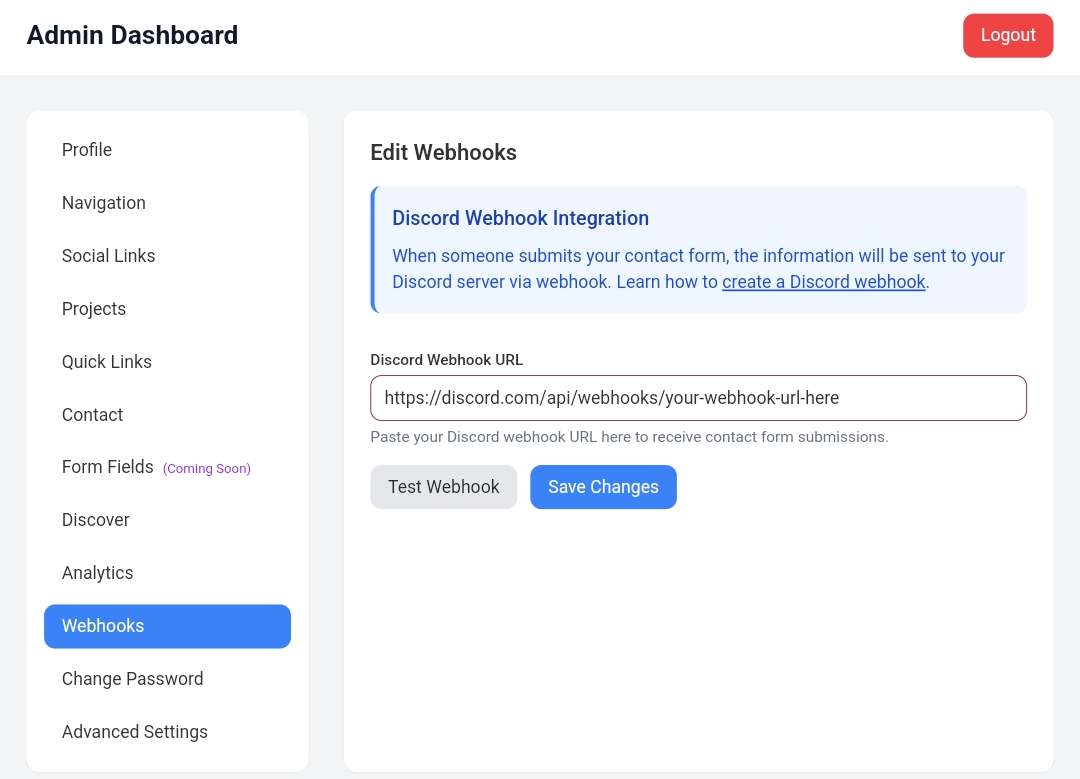 Admin Dashboard
Logout
Profile
Navigation
Social Links
Projects
Quick Links
Contact
Form Fields (Coming Soon)
Discover
Analytics
Webhooks
Change Password
Advanced Settings
Edit Webhooks
Discord Webhook Integration
When someone submits your contact form, the information will be sent to your
Discord server via webhook. Learn how to create a Discord webhook.
Discord Webhook URL
https://discord.com/api/webhooks/your-webhook-url-here
Paste your Discord webhook URL here to receive contact form submissions.
Test Webhook
Save Changes